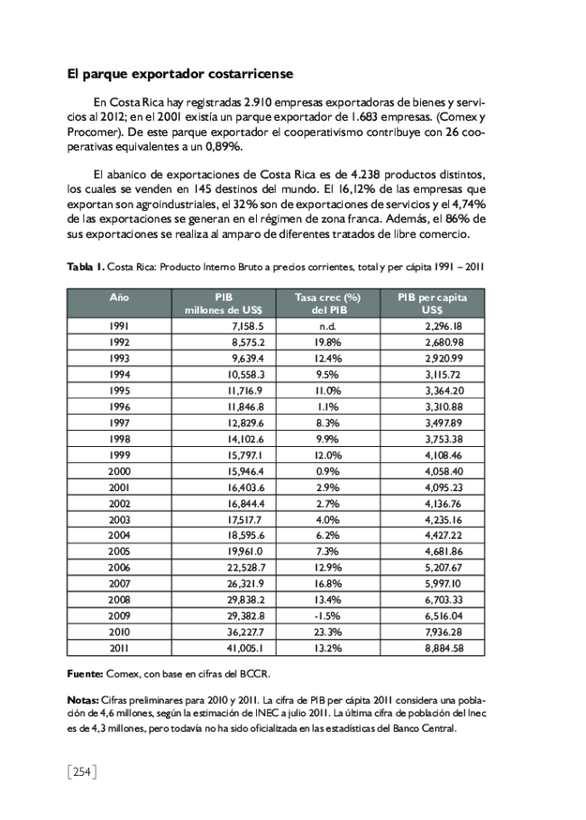 El parque exportador costarricense
En Costa Rica hay registradas 2.910 empresas exportadoras de bienes y servi-
cios al 2012; en el 2001 existía un parque exportador de 1.683 empresas. (Comex y
Procomer). De este parque exportador el cooperativismo contribuye con 26 coo-
perativas equivalentes a un 0,89%.
El abanico de exportaciones de Costa Rica es de 4.238 productos distintos,
los cuales se venden en 145 destinos del mundo. El 16,12% de las empresas que
exportan son agroindustriales, el 32% son de exportaciones de servicios y el 4,74%
de las exportaciones se generan en el régimen de zona franca. Además, el 86% de
sus exportaciones se realiza al amparo de diferentes tratados de libre comercio.
Tabla 1. Costa Rica: Producto Interno Bruto a precios corrientes, total y per cápita 1991 – 2011
Año PIB millones de US$ Tasa crec (%) del PIB PIB per capita US$
1991 7,158.5 n.d. 2,296.18
1992 8,575.2 19.8% 2,680.98
1993 9,639.4 12.4% 2,920.99
1994 10,558.3 9.5% 3,115.72
1995 11,716.9 11.0% 3,364.20
1996 11,846.8 1.1% 3,310.88
1997 12,829.6 8.3% 3,497.89
1998 14,102.6 9.9% 3,753.38
1999 15,797.1 12.0% 4,108.46
2000 15,946.4 0.9% 4,058.40
2001 16,403.6 2.9% 4,095.23
2002 16,844.4 2.7% 4,136.76
2003 17,517.7 4.0% 4,235.16
2004 18,595.6 6.2% 4,427.22
2005 19,961.0 7.3% 4,681.86
2006 22,528.7 12.9% 5,207.67
2007 26,321.9 16.8% 5,997.10
2008 29,838.2 13.4% 6,703.33
2009 29,382.8 -1.5% 6,516.04
2010 36,227.7 23.3% 7,936.28
2011 41,005.1 13.2% 8,884.58
Fuente: Comex, con base en cifras del BCCR.
Notas: Cifras preliminares para 2010 y 2011. La cifra de PIB per cápita 2011 considera una pobla-
ción de 4,6 millones, según la estimación de INEC a julio 2011. La última cifra de población del Inec
es de 4,3 millones, pero todavía no ha sido oficializada en las estadísticas del Banco Central.
[254]